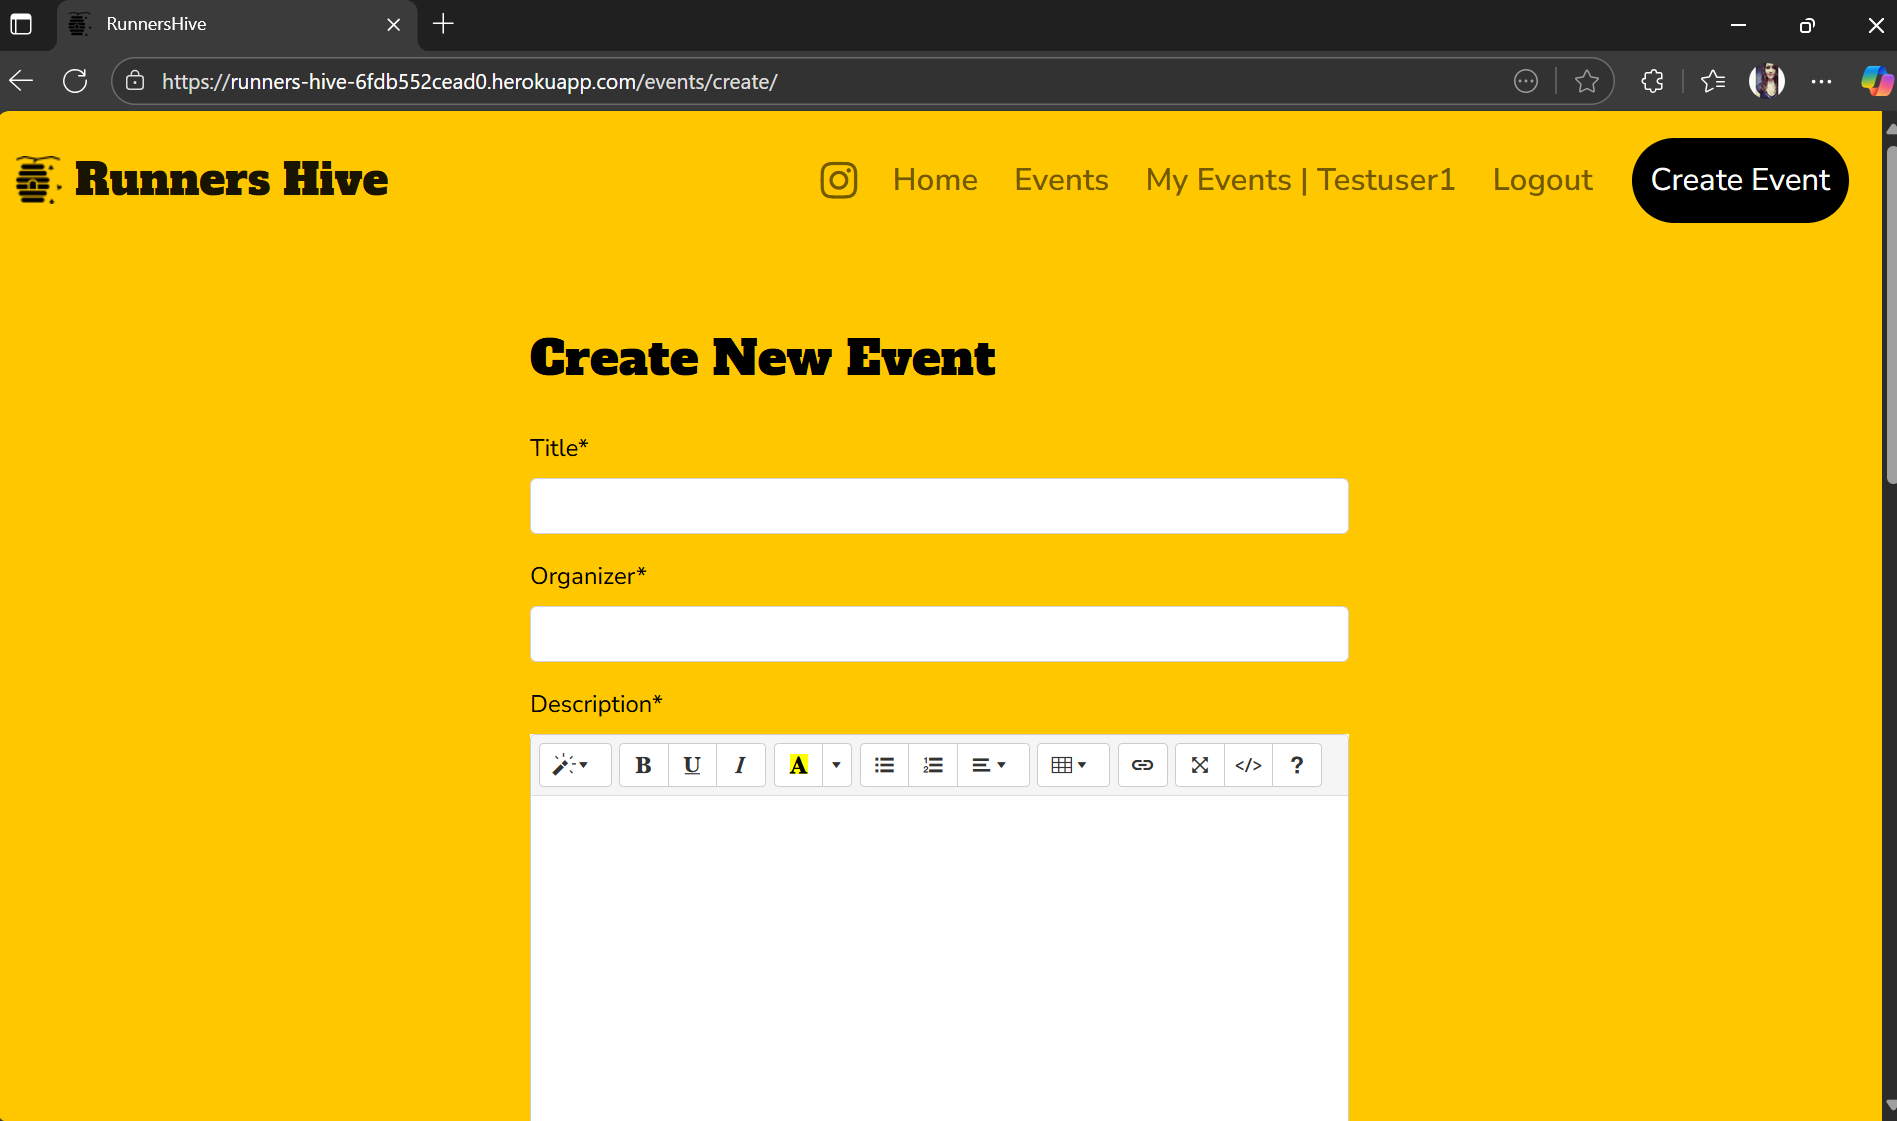 RunnersHive
https://runners-hive-6fdb552cead0.herokuapp.com/events/create/
Runners Hive
Home Events My Events | Testuser1 Logout Create Event
Create New Event
Title*
Organizer*
Description*
B U I A </> ?